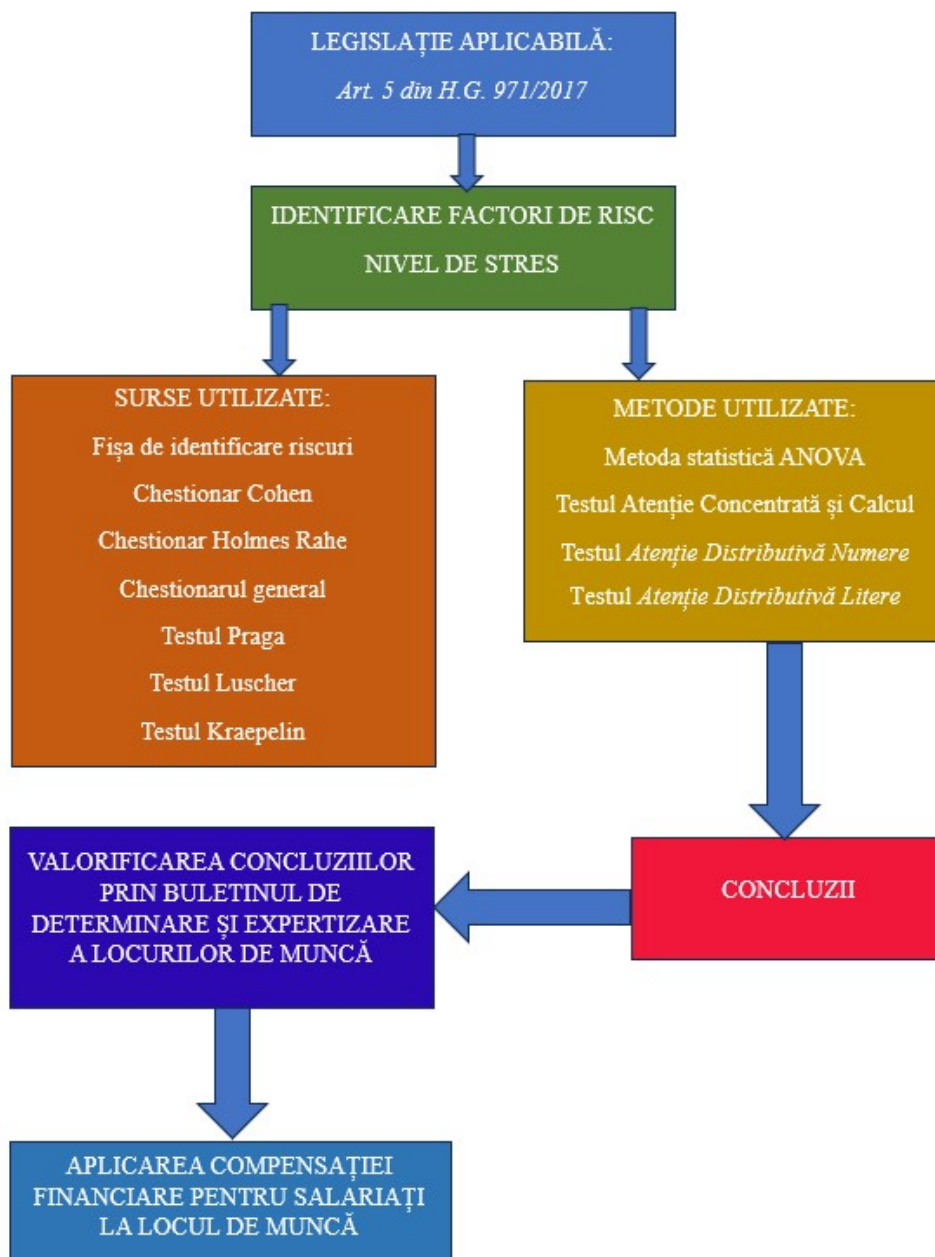 LEGISLAȚIE APLICABILĂ:
Art. 5 din H.G. 971/2017
IDENTIFICARE FACTORI DE RISC
NIVEL DE STRES
SURSE UTILIZATE:
Fișa de identificare riscuri
Chestionar Cohen
Chestionar Holmes Rahe
Chestionarul general
Testul Praga
Testul Luscher
Testul Kraepelin
METODE UTILIZATE:
Metoda statistică ANOVA
Testul Atenție Concentrată și Calcul
Testul Atenție Distributivă Numere
Testul Atenție Distributivă Litere
CONCLUZII
VALORIFICAREA CONCLUZIILOR
PRIN BULETINUL DE
DETERMINARE ȘI EXPERTIZARE
A LOCURILOR DE MUNCĂ
APLICAREA COMPENSAȚIEI
FINANCIARE PENTRU SALARIAȚI
LA LOCUL DE MUNCĂ